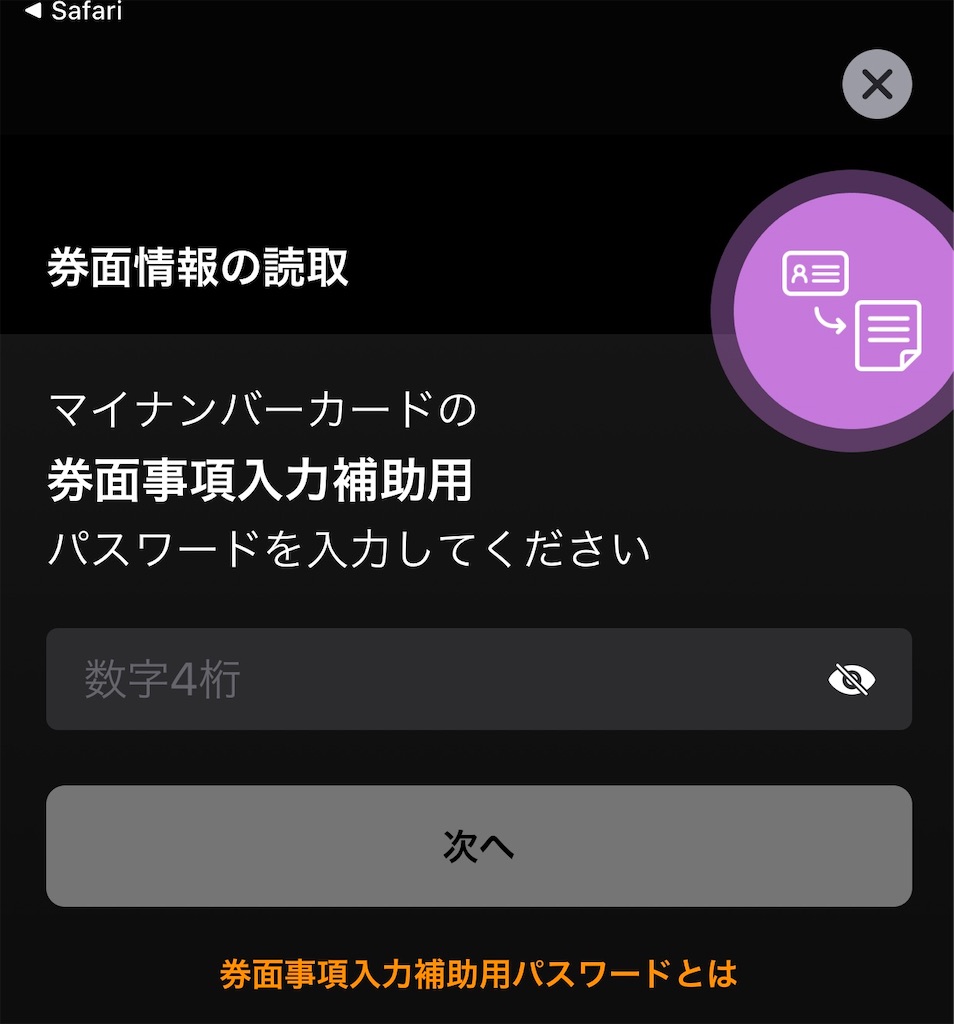 ◀ Safari
券面情報の読取
マイナンバーカードの
券面事項入力補助用
パスワードを入力してください
数字4桁
次へ
券面事項入力補助用パスワードとは